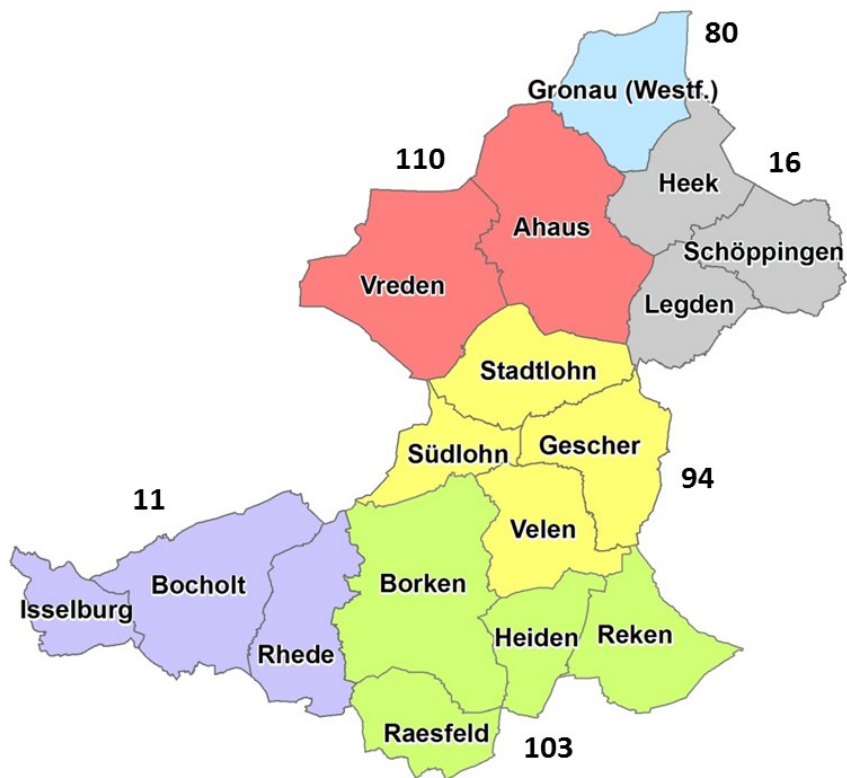 80
Gronau (Westf.)
110
16
Heek
Ahaus
Schöppingen
Vreden
Legden
Stadtlohn
Südlohn
Gescher
94
11
Velen
Bocholt
Borken
Isselburg
Heiden
Reken
Rhede
Raesfeld
103